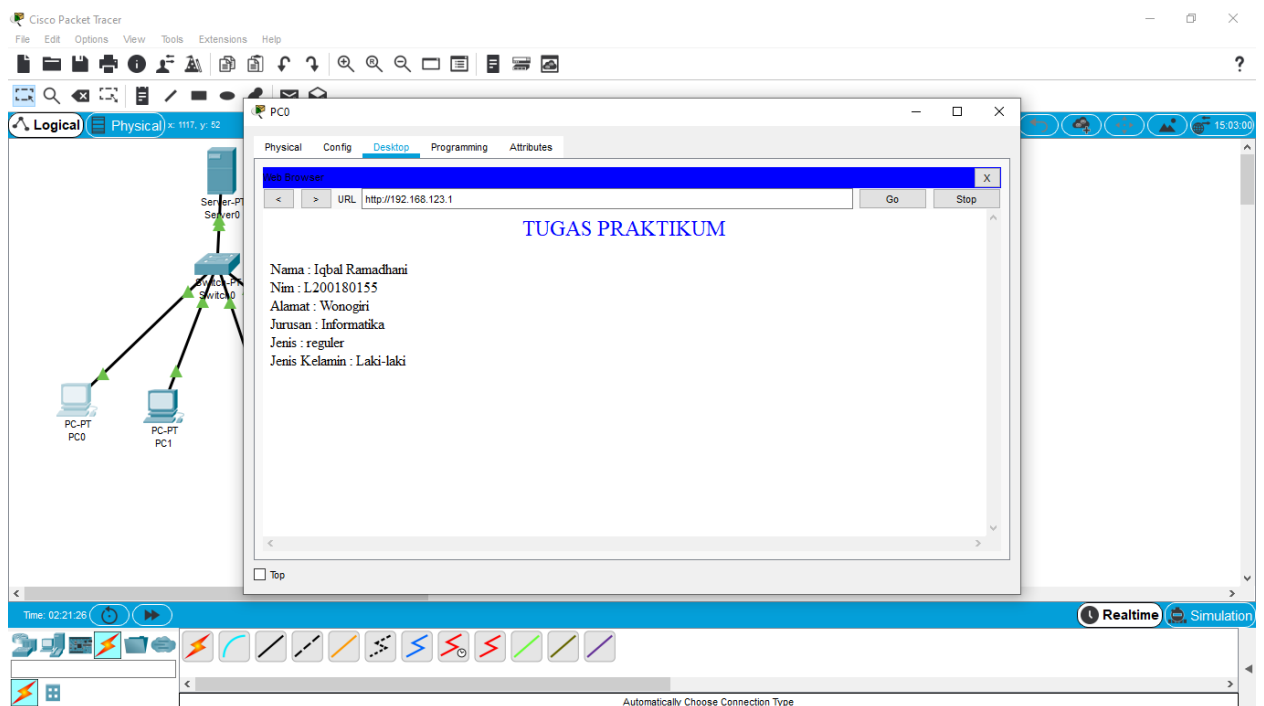 Cisco Packet Tracer
File Edit Options View Tools Extensions Help
?
Logical Physical x: 1117, y: 52
15:03:00
PC0
Physical Config Desktop Programming Attributes
Web Browser X
< > URL http://192.168.123.1 Go Stop
TUGAS PRAKTIKUM
Nama : Iqbal Ramadhani
Nim : L200180155
Alamat : Wonogiri
Jurusan : Informatika
Jenis : reguler
Jenis Kelamin : Laki-laki
Top
Server-PT
Server0
Switch-PT
Switch0
PC-PT
PC0
PC-PT
PC1
Time: 02:21:26
Realtime Simulation
Automatically Choose Connection Type